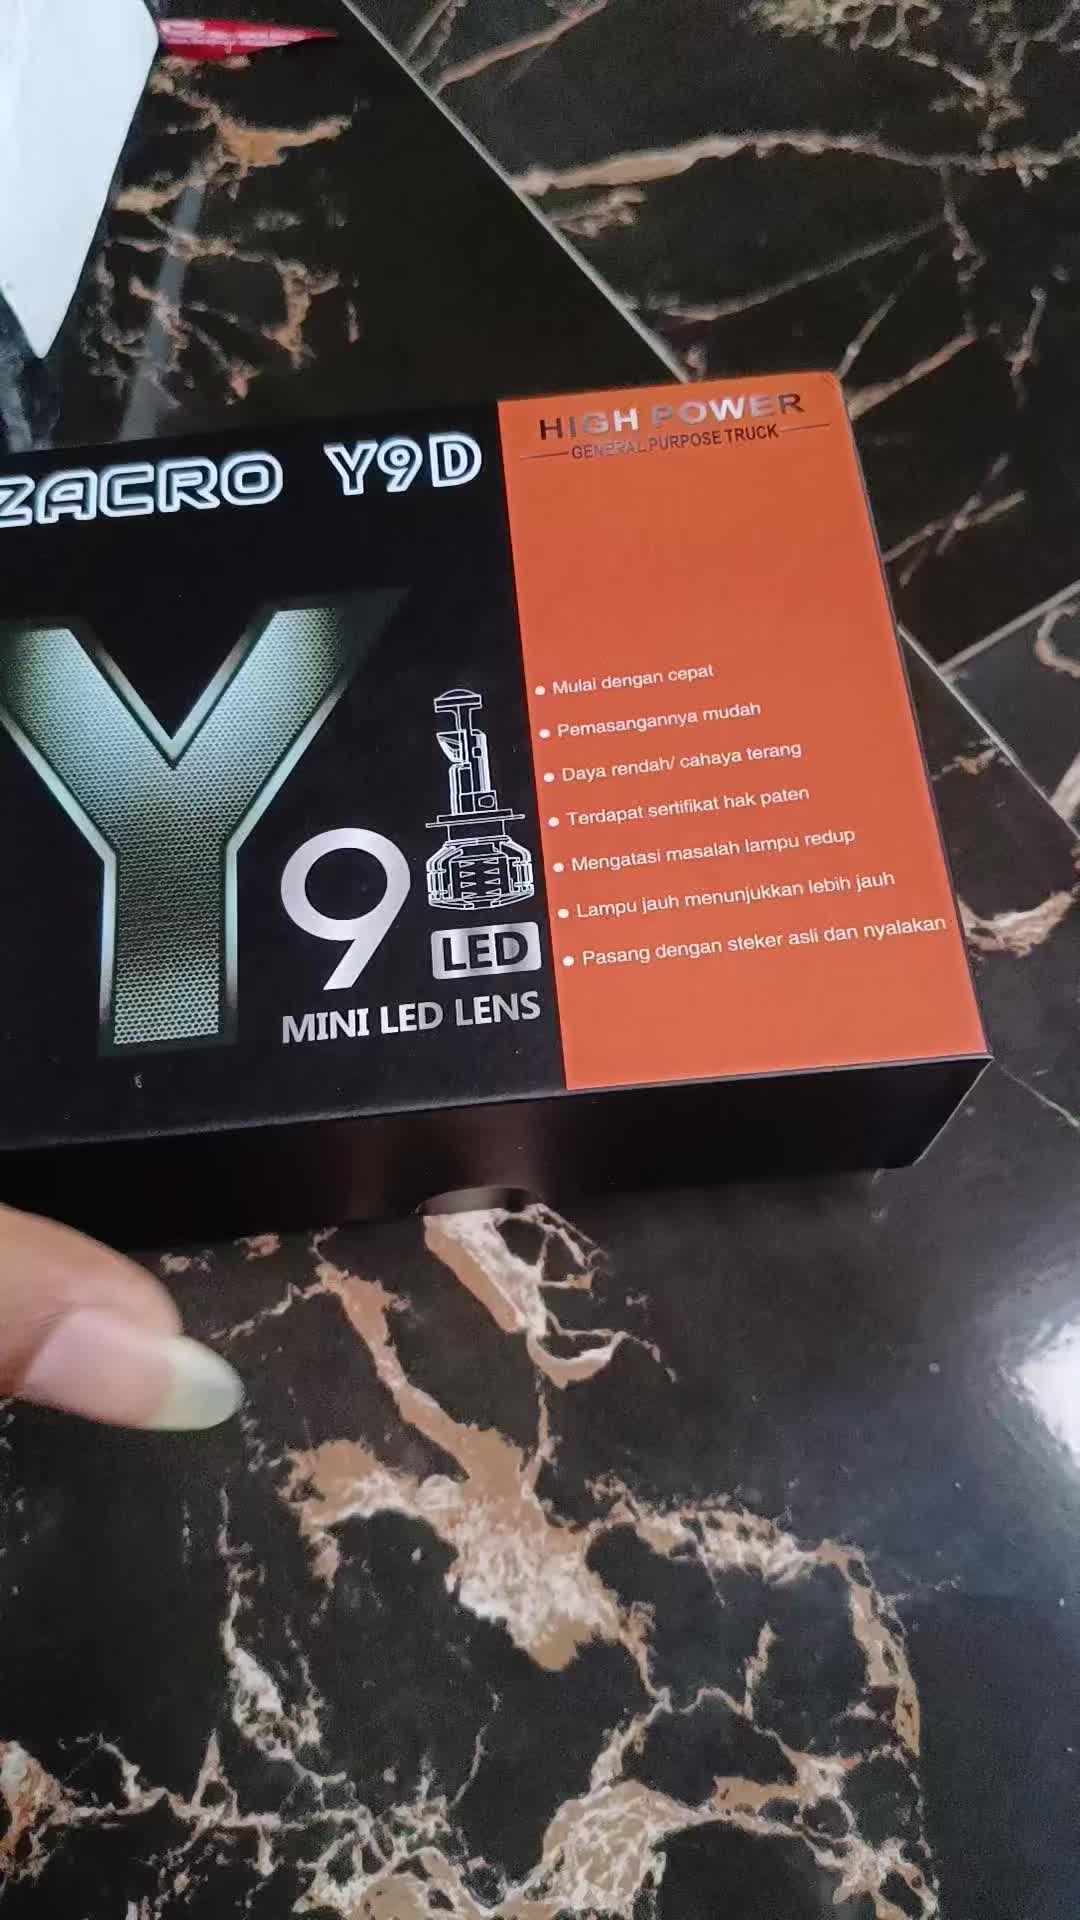 ZACRO Y9D
HIGH POWER
GENERAL PURPOSE TRUCK
Y9
LED
MINI LED LENS
Mulai dengan cepat
Pemasangannya mudah
Daya rendah/ cahaya terang
Terdapat sertifikat hak paten
Mengatasi masalah lampu redup
Lampu jauh menunjukkan lebih jauh
Pasang dengan steker asli dan nyalakan